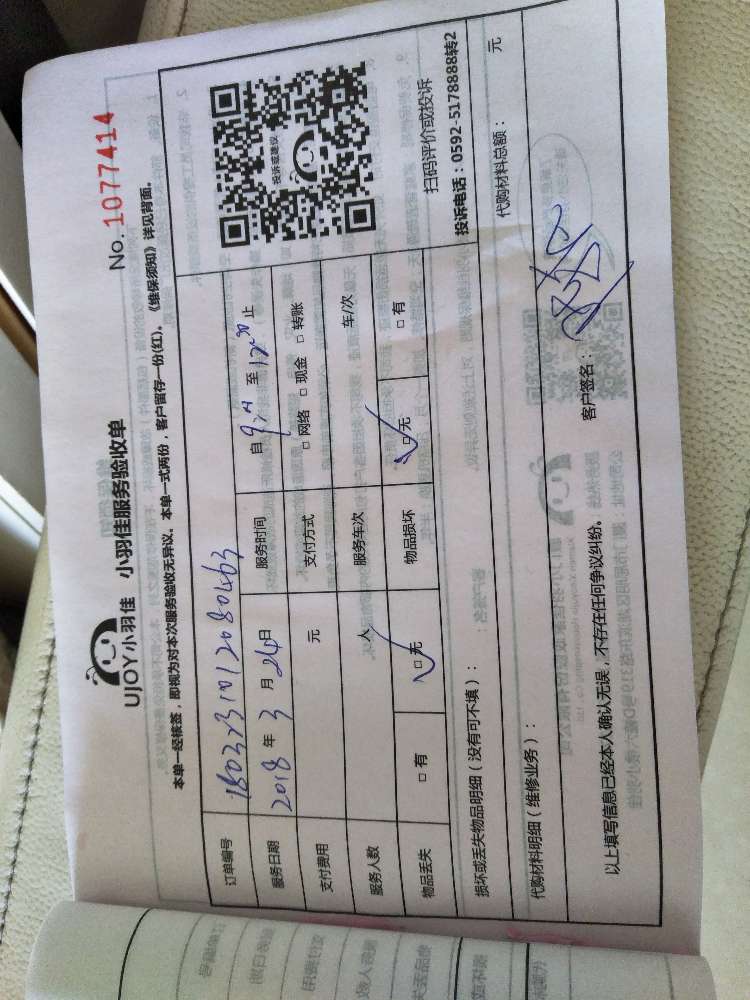 UJOY小羽佳 小羽佳服务验收单
No. 1077414
本单一经核签，即视为对本次服务验收无异议。本单一式两份，客户留存一份(红)。《维保须知》详见背面。
订单编号
服务日期 2018 年 3 月 24 日 服务时间 自 至 12:30 止
支付费用 元 支付方式 □ 网络 □ 现金 □ 转账
服务人数 人 服务车次 车/次
物品丢失 □ 有 □ 无 物品损坏 □ 无 □ 有
投诉或建议
扫码评价或投诉
投诉电话：0592-5178888转2
损坏或丢失物品明细（没有可不填）：
代购材料明细（维修业务）： 代购材料总额： 元
以上填写信息已经本人确认无误，不存在任何争议纠纷。 客户签名：